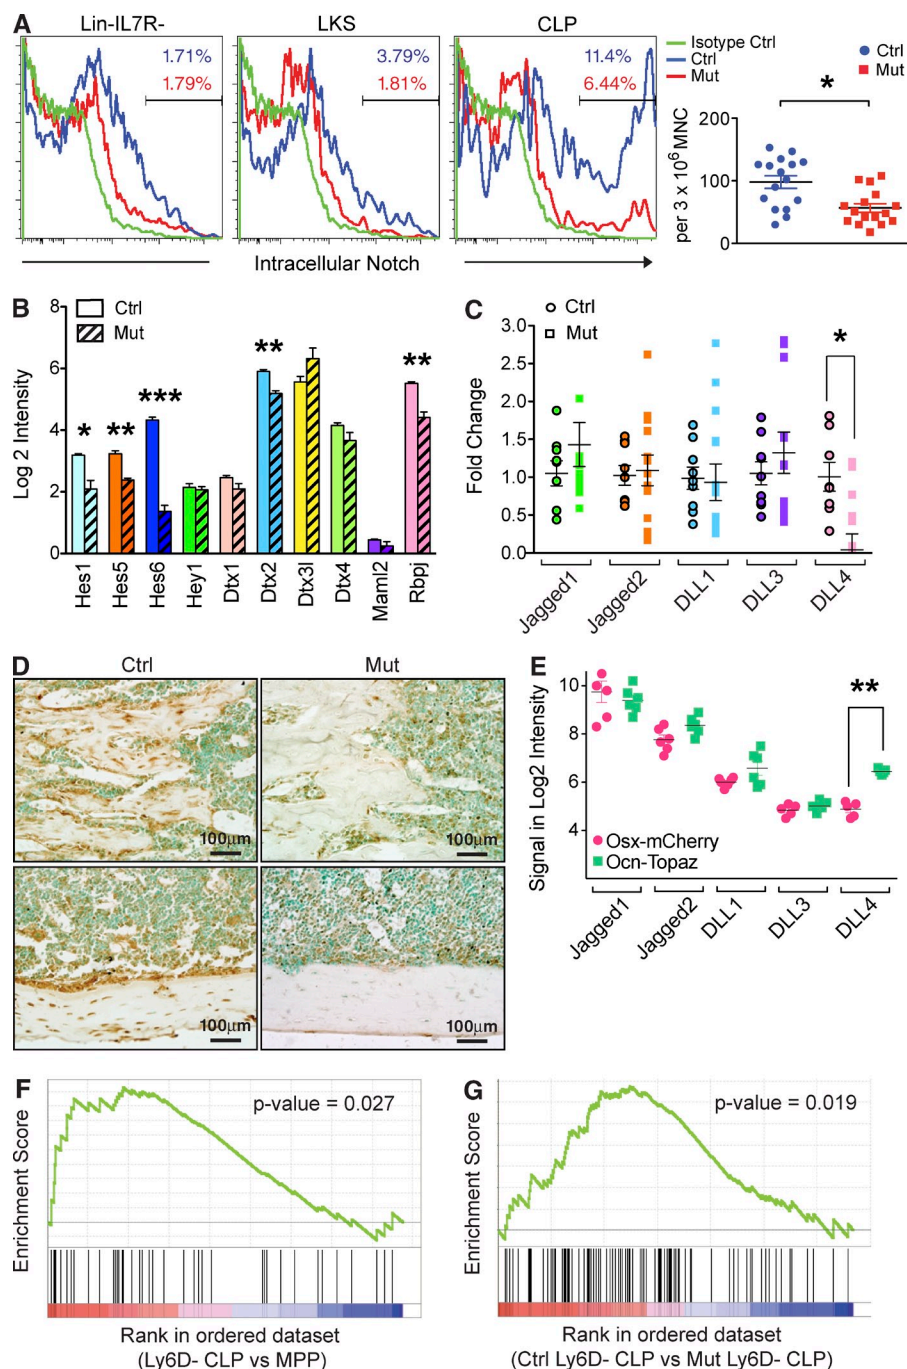 A
Lin-IL7R-
LKS
CLP
1.71%
1.79%
3.79%
1.81%
11.4%
6.44%
Isotype Ctrl
Ctrl
Mut
Ctrl
Mut
*
per 3 x 10⁶ MNC
200
100
0
Intracellular Notch
B
Ctrl
Mut
Log 2 Intensity
8
6
4
2
0
*
**
***
**
**
Hes1
Hes5
Hes6
Hey1
Dtx1
Dtx2
Dtx3l
Dtx4
Maml2
Rbpj
C
Ctrl
Mut
Fold Change
3.0
2.5
2.0
1.5
1.0
0.5
0.0
*
Jagged1
Jagged2
DLL1
DLL3
DLL4
D
Ctrl
Mut
100μm
100μm
100μm
100μm
E
Signal in Log2 Intensity
10
8
6
4
**
Osx-mCherry
Ocn-Topaz
Jagged1
Jagged2
DLL1
DLL3
DLL4
F
p-value = 0.027
Enrichment Score
Rank in ordered dataset
(Ly6D- CLP vs MPP)
G
p-value = 0.019
Enrichment Score
Rank in ordered dataset
(Ctrl Ly6D- CLP vs Mut Ly6D- CLP)